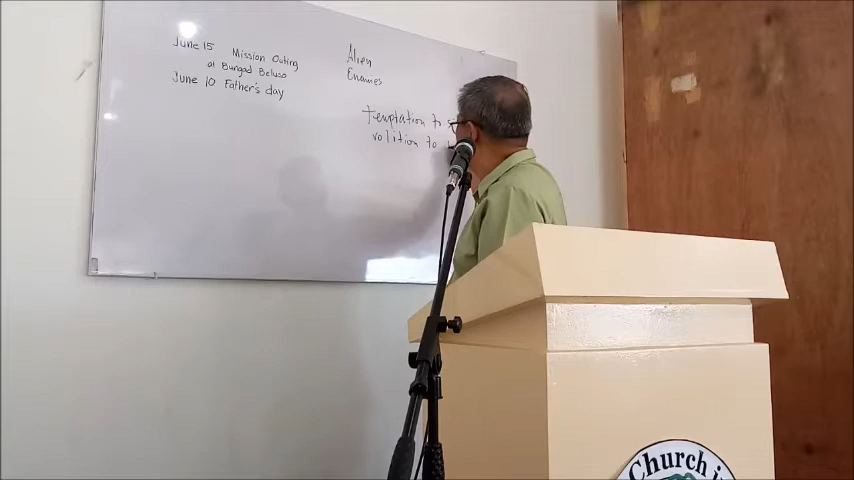 June 15 Mission Outing
at Bungad Beluso
June 10 Father's day
Alien
Enemies
Temptation to
volition to
Church